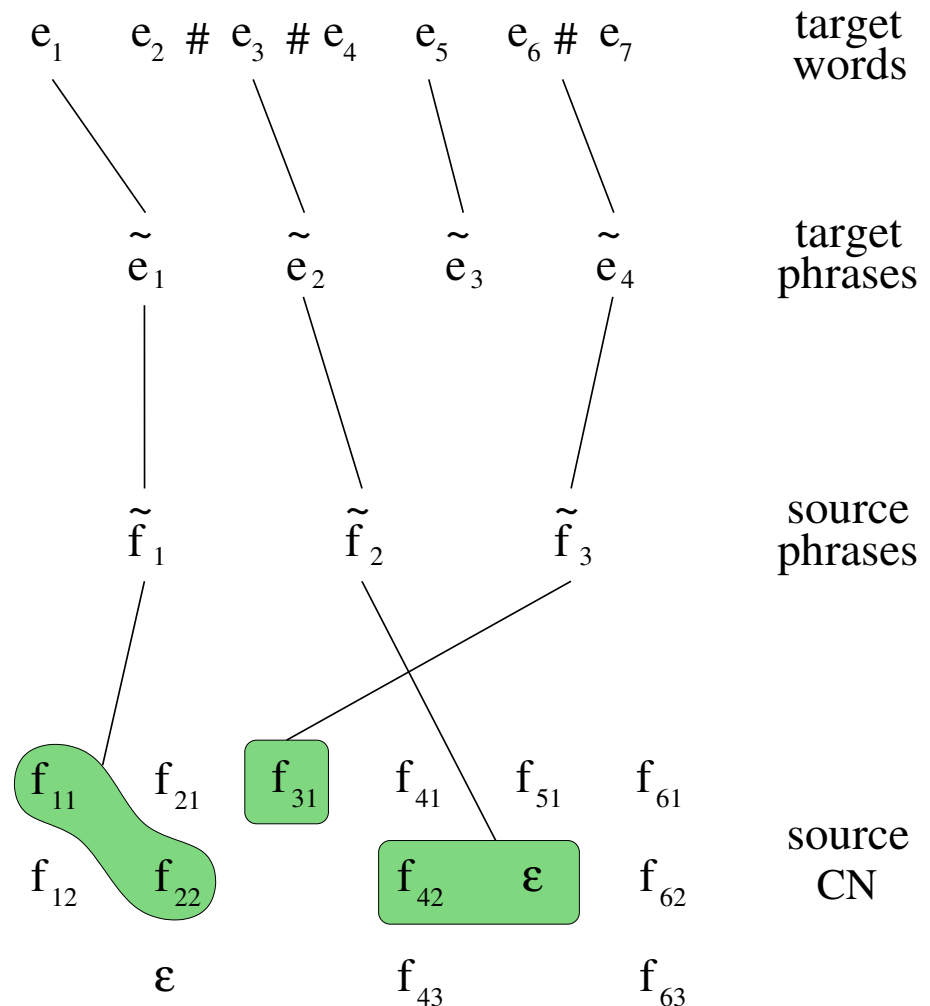 e₁ e₂ # e₃ # e₄ e₅ e₆ # e₇ target words
ẽ₁ ẽ₂ ẽ₃ ẽ₄ target phrases
f̃₁ f̃₂ f̃₃ source phrases
f₁₁ f₂₁ f₃₁ f₄₁ f₅₁ f₆₁
f₁₂ f₂₂ f₄₂ ε f₆₂ source CN
ε f₄₃ f₆₃